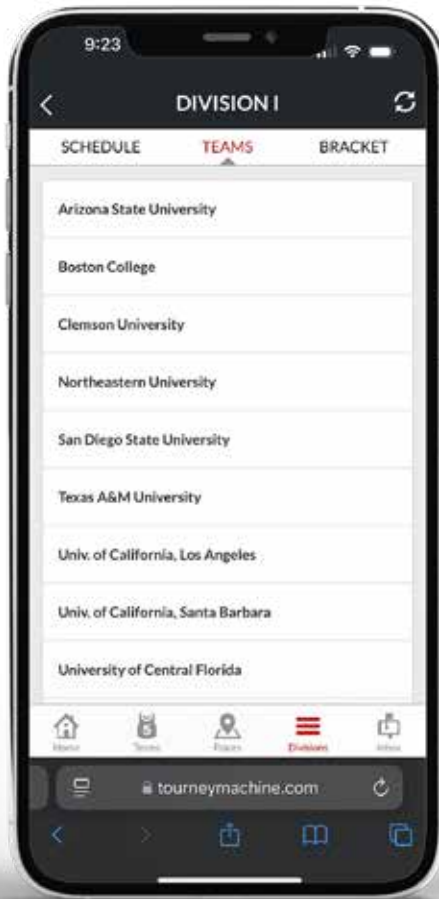 9:23
DIVISION I
SCHEDULE TEAMS BRACKET
Arizona State University
Boston College
Clemson University
Northeastern University
San Diego State University
Texas A&M University
Univ. of California, Los Angeles
Univ. of California, Santa Barbara
University of Central Florida
Home Teams Places Divisions Inbox
tourneymachine.com